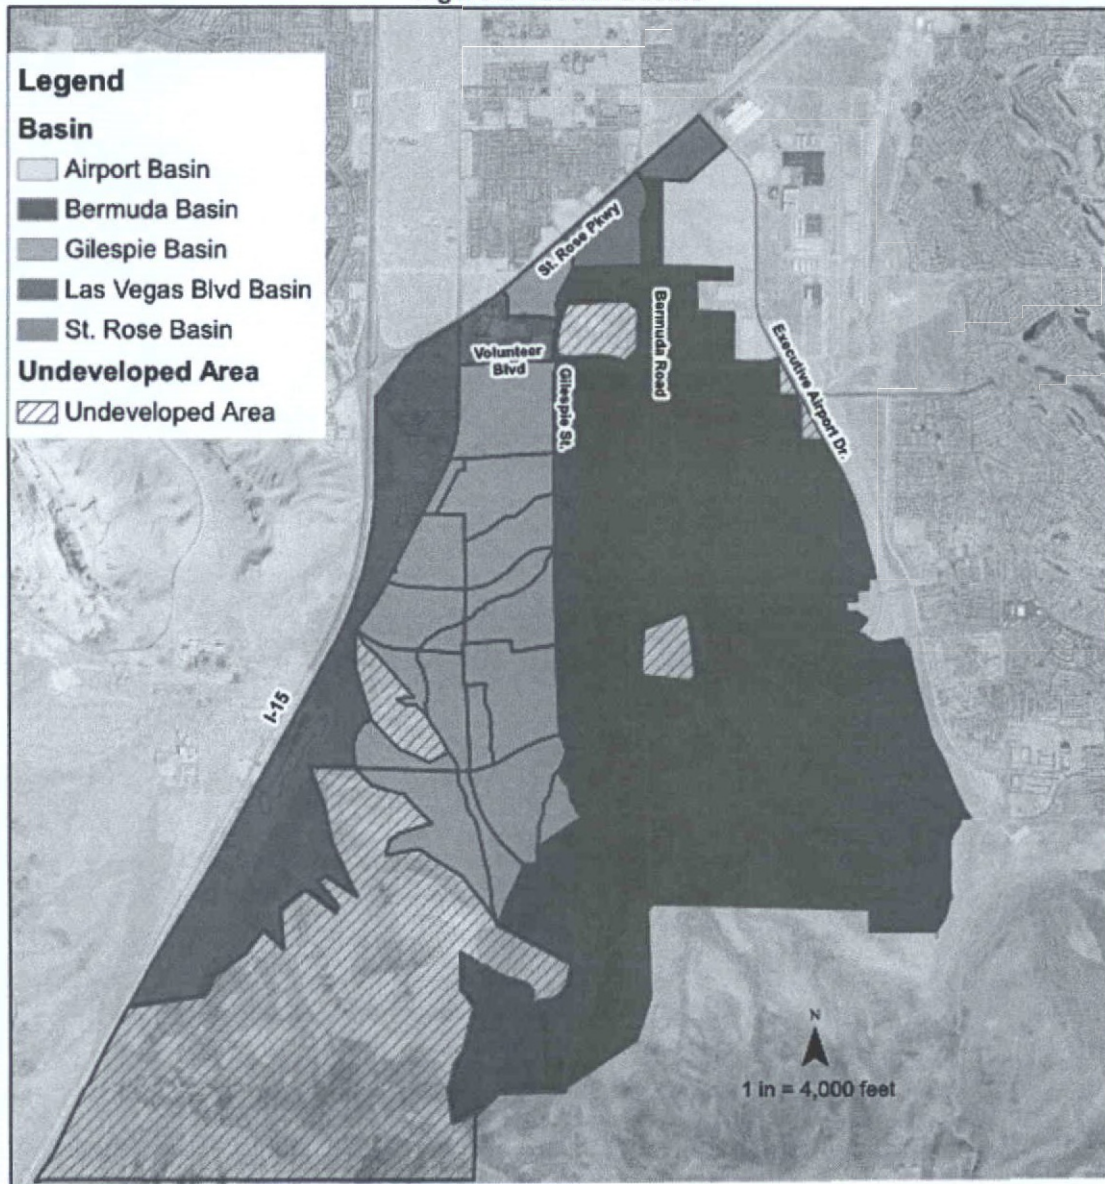 Legend
Basin
Airport Basin
Bermuda Basin
Gilespie Basin
Las Vegas Blvd Basin
St. Rose Basin
Undeveloped Area
Undeveloped Area
St. Rose Pkwy
Bermuda Road
Volunteer
Blvd
Gilespie St.
Executive Airport Dr.
I-15
N
1 in = 4,000 feet